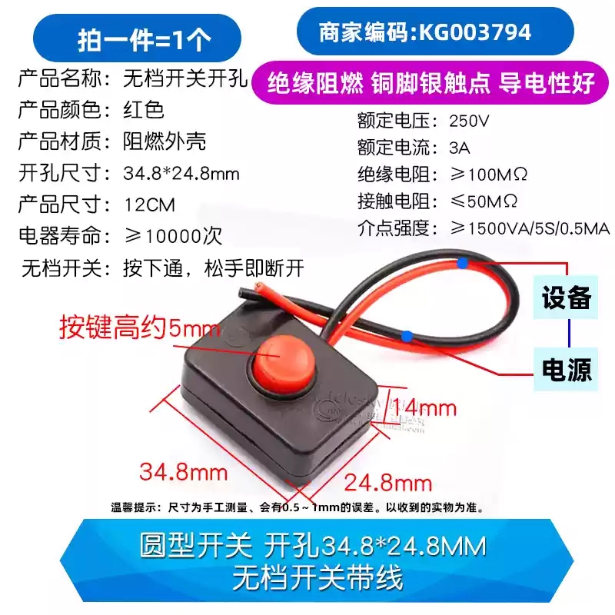 拍一件=1个
商家编码:KG003794
产品名称：无档开关开孔
绝缘阻燃 铜脚银触点 导电性好
产品颜色：红色
产品材质：阻燃外壳
开孔尺寸：34.8*24.8mm
产品尺寸：12CM
电器寿命：≥10000次
无档开关：按下通，松手即断开
额定电压：250V
额定电流：3A
绝缘电阻：≥100MΩ
接触电阻：≤50MΩ
介点强度：≥1500VA/5S/0.5MA
设备
电源
按键高约5mm
14mm
34.8mm
24.8mm
温馨提示：尺寸为手工测量、会有0.5~1mm的误差。以收到的实物为准。
圆型开关 开孔34.8*24.8MM
无档开关带线